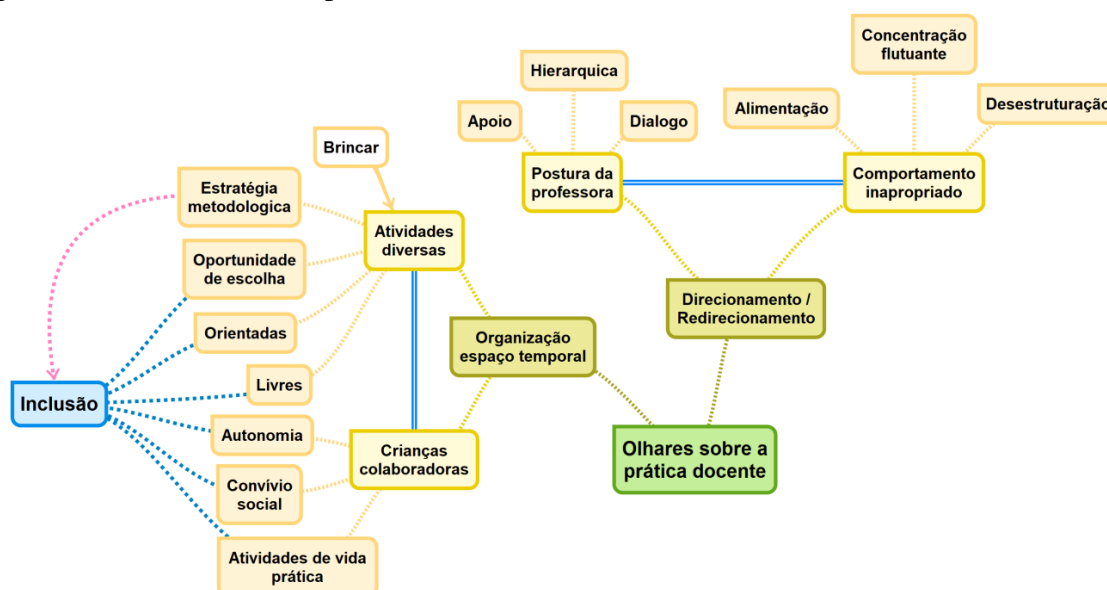 Concentração
flutuante
Hierarquica
Alimentação
Desestruturação
Apoio
Dialogo
Brincar
Postura da
professora
Comportamento
inapropriado
Estratégia
metodologica
Atividades
diversas
Oportunidade
de escolha
Direcionamento /
Redirecionamento
Orientadas
Organização
espaço temporal
Livres
Inclusão
Autonomia
Crianças
colaboradoras
Olhares sobre a
prática docente
Convívio
social
Atividades de vida
prática